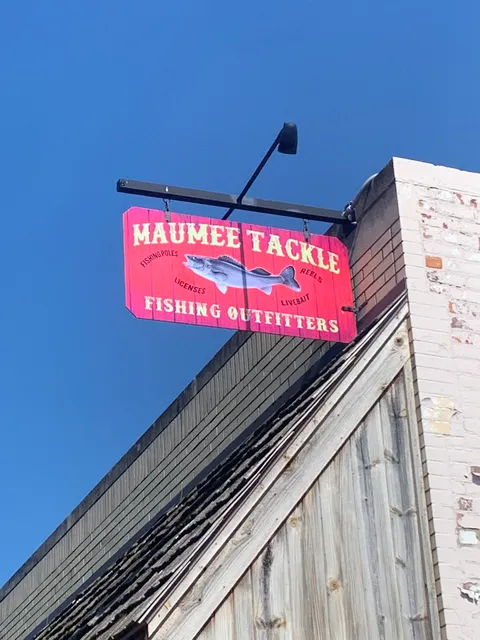 MAUMEE TACKLE
FISHING POLES
REELS
LICENSES
LIVEBAIT
FISHING OUTFITTERS